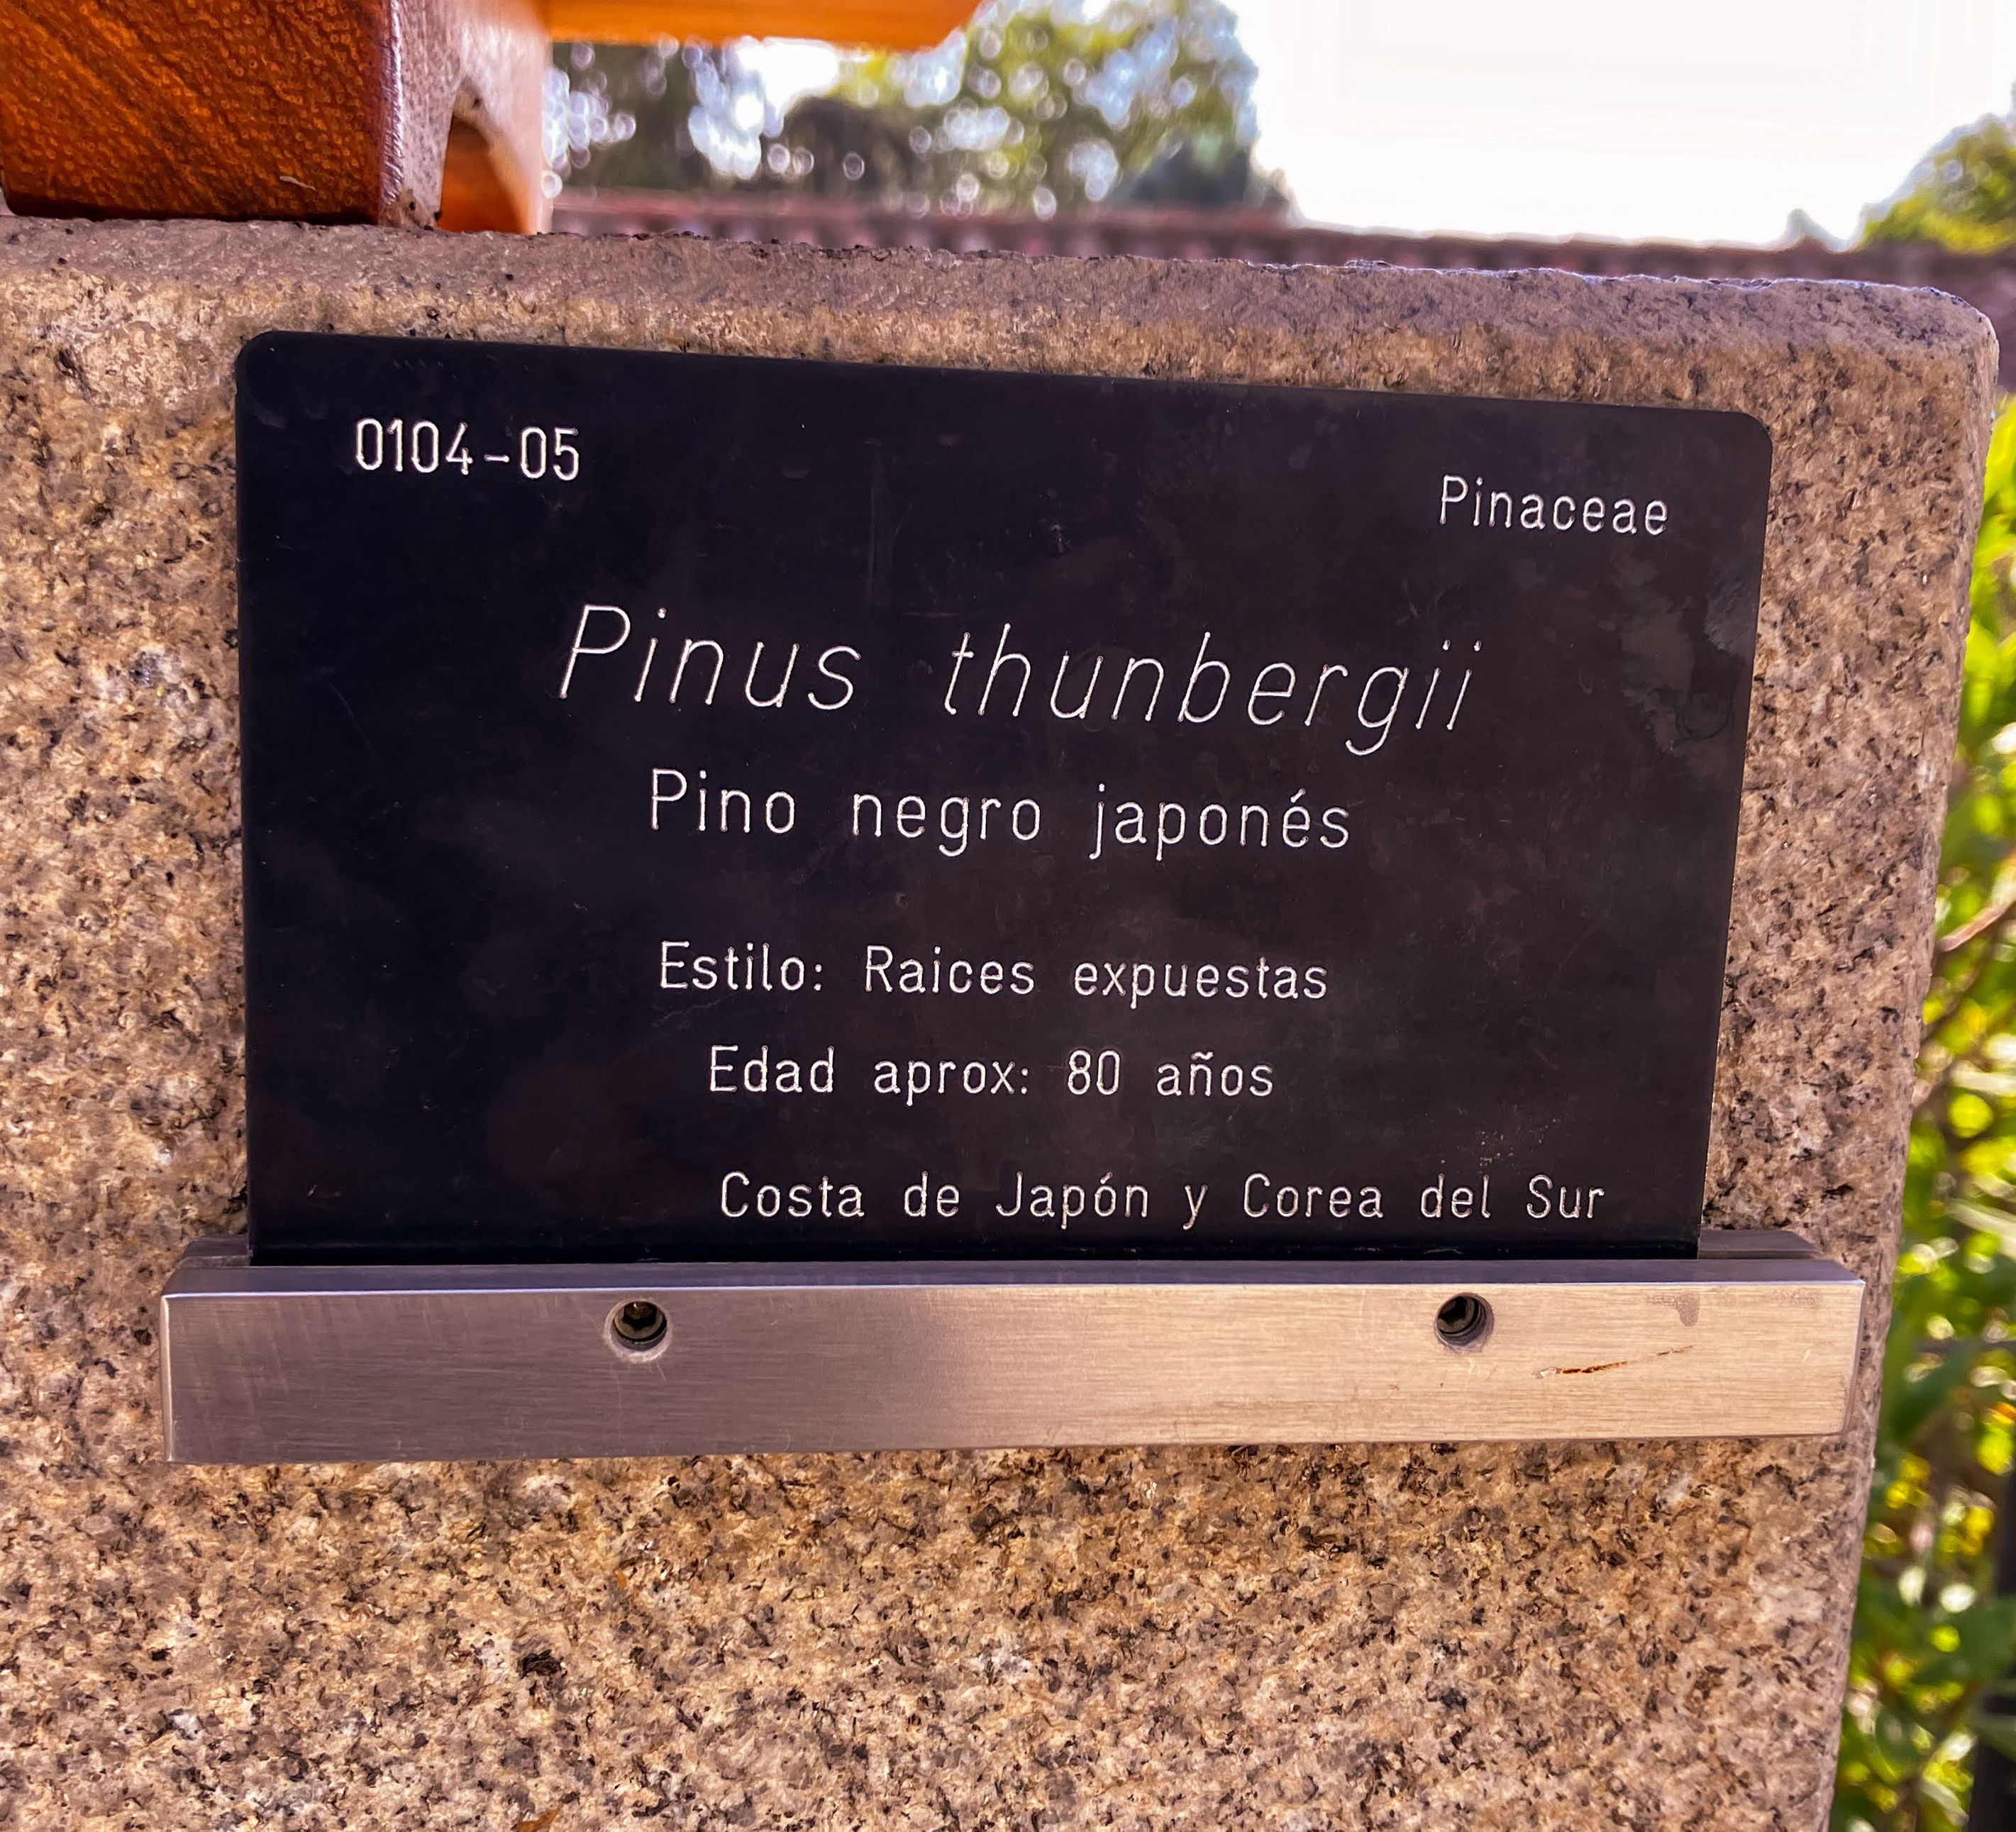 0104-05
Pinaceae
Pinus thunbergii
Pino negro japonés
Estilo: Raices expuestas
Edad aprox: 80 años
Costa de Japón y Corea del Sur